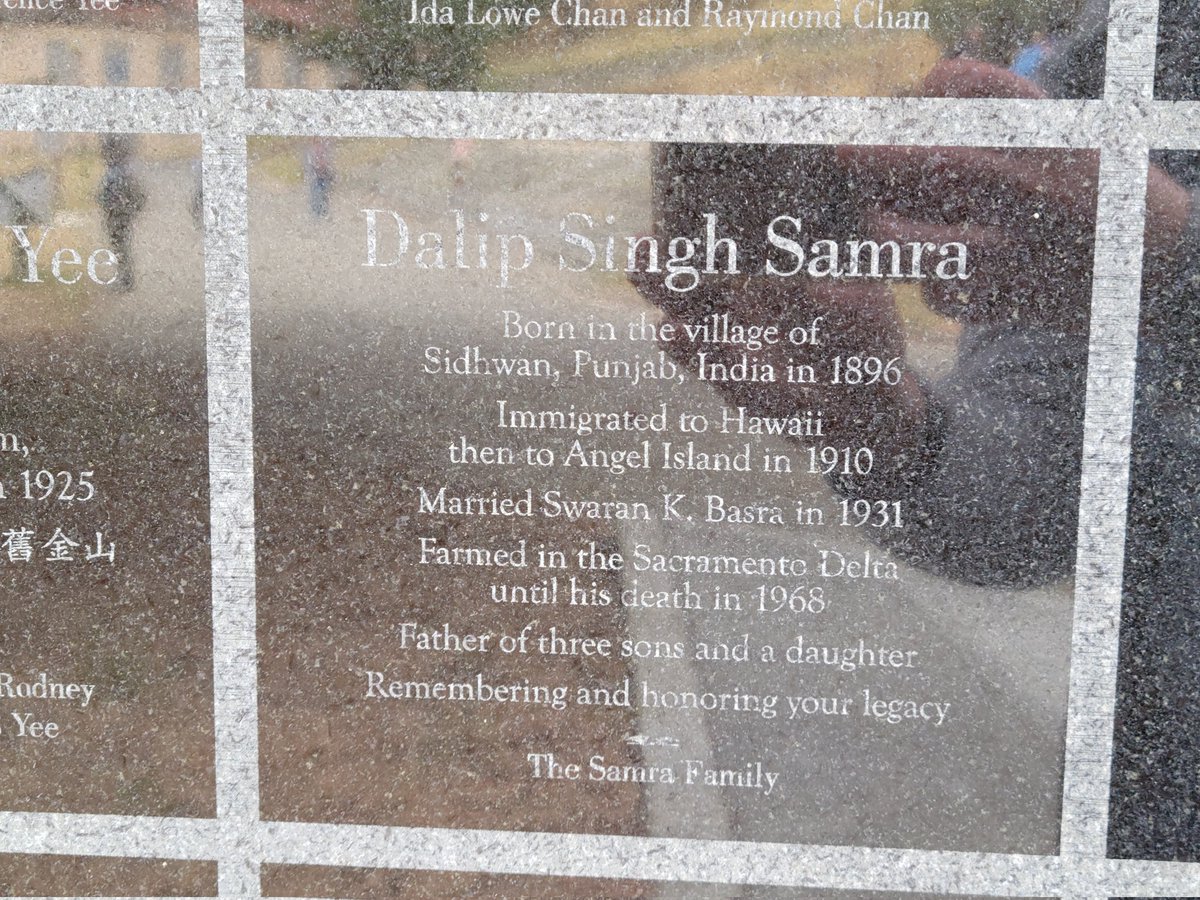 Yee
Ida Lowe Chan and Raymond Chan
Yee
1925
舊金山
Rodney
Yee
Dalip Singh Samra
Born in the village of
Sidhwan, Punjab, India in 1896
Immigrated to Hawaii
then to Angel Island in 1910
Married Swaran K. Basra in 1931
Farmed in the Sacramento Delta
until his death in 1968
Father of three sons and a daughter
Remembering and honoring your legacy
The Samra Family